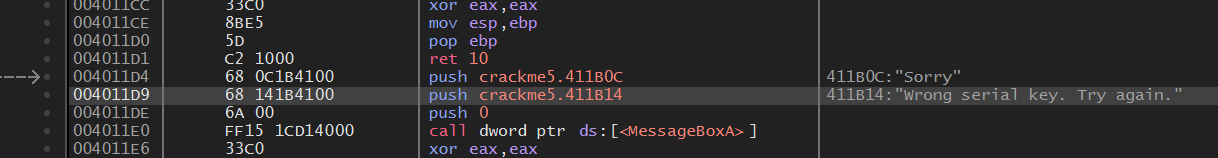 004011CC 33C0 xor eax,eax
004011CE 8BE5 mov esp,ebp
004011D0 5D pop ebp
004011D1 C2 1000 ret 10
004011D4 68 0C1B4100 push crackme5.411B0C 411B0C:"Sorry"
004011D9 68 141B4100 push crackme5.411B14 411B14:"Wrong serial key. Try again."
004011DE 6A 00 push 0
004011E0 FF15 1CD14000 call dword ptr ds:[<MessageBoxA>]
004011E6 33C0 xor eax,eax